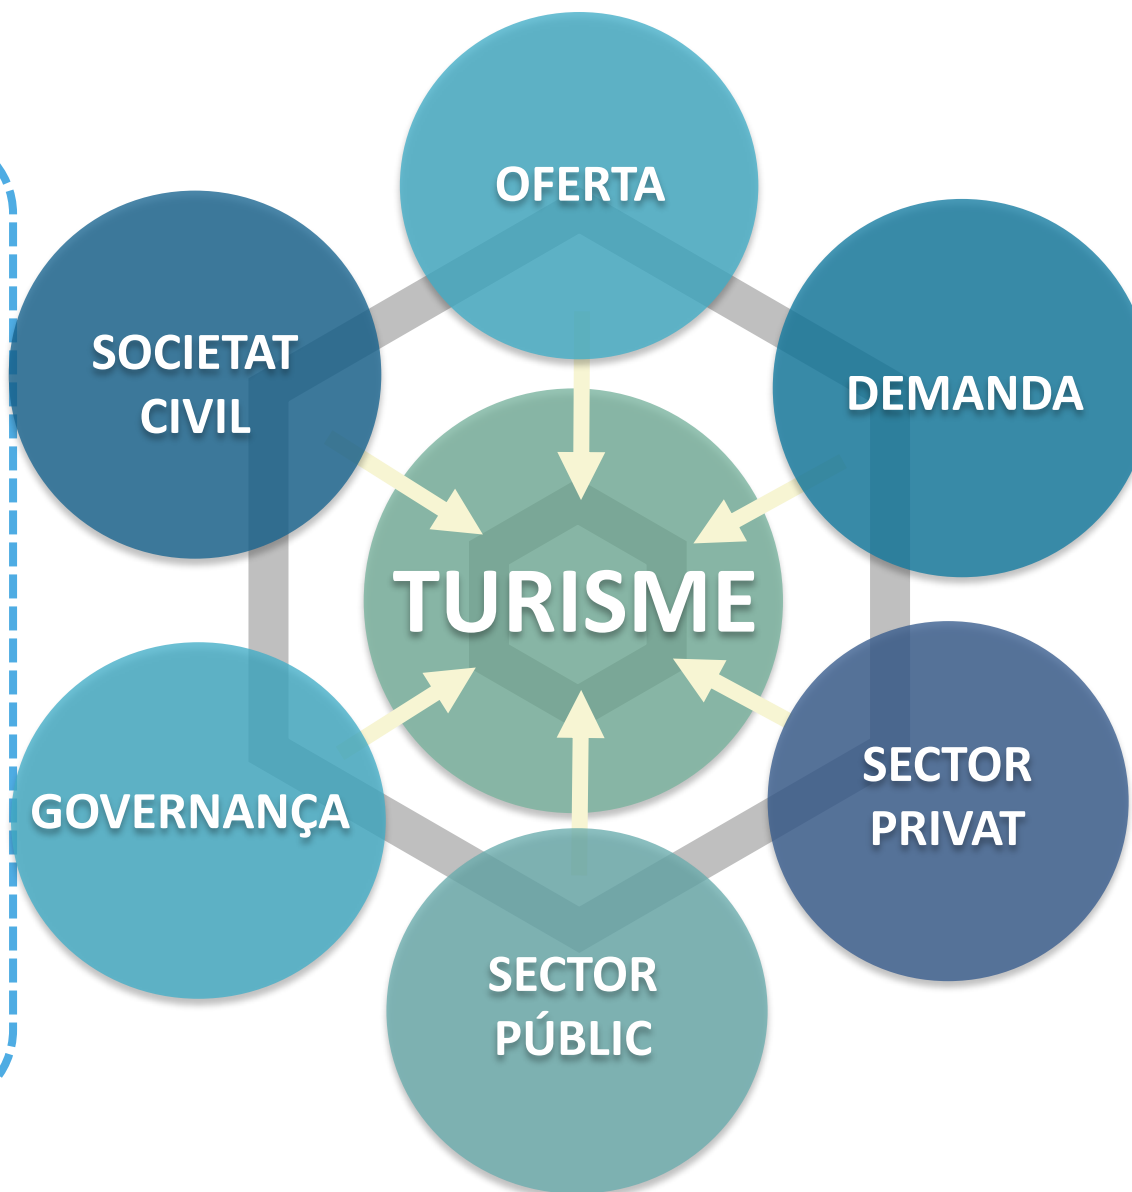 OFERTA
SOCIETAT
CIVIL
DEMANDA
TURISME
GOVERNANÇA
SECTOR
PRIVAT
SECTOR
PÚBLIC